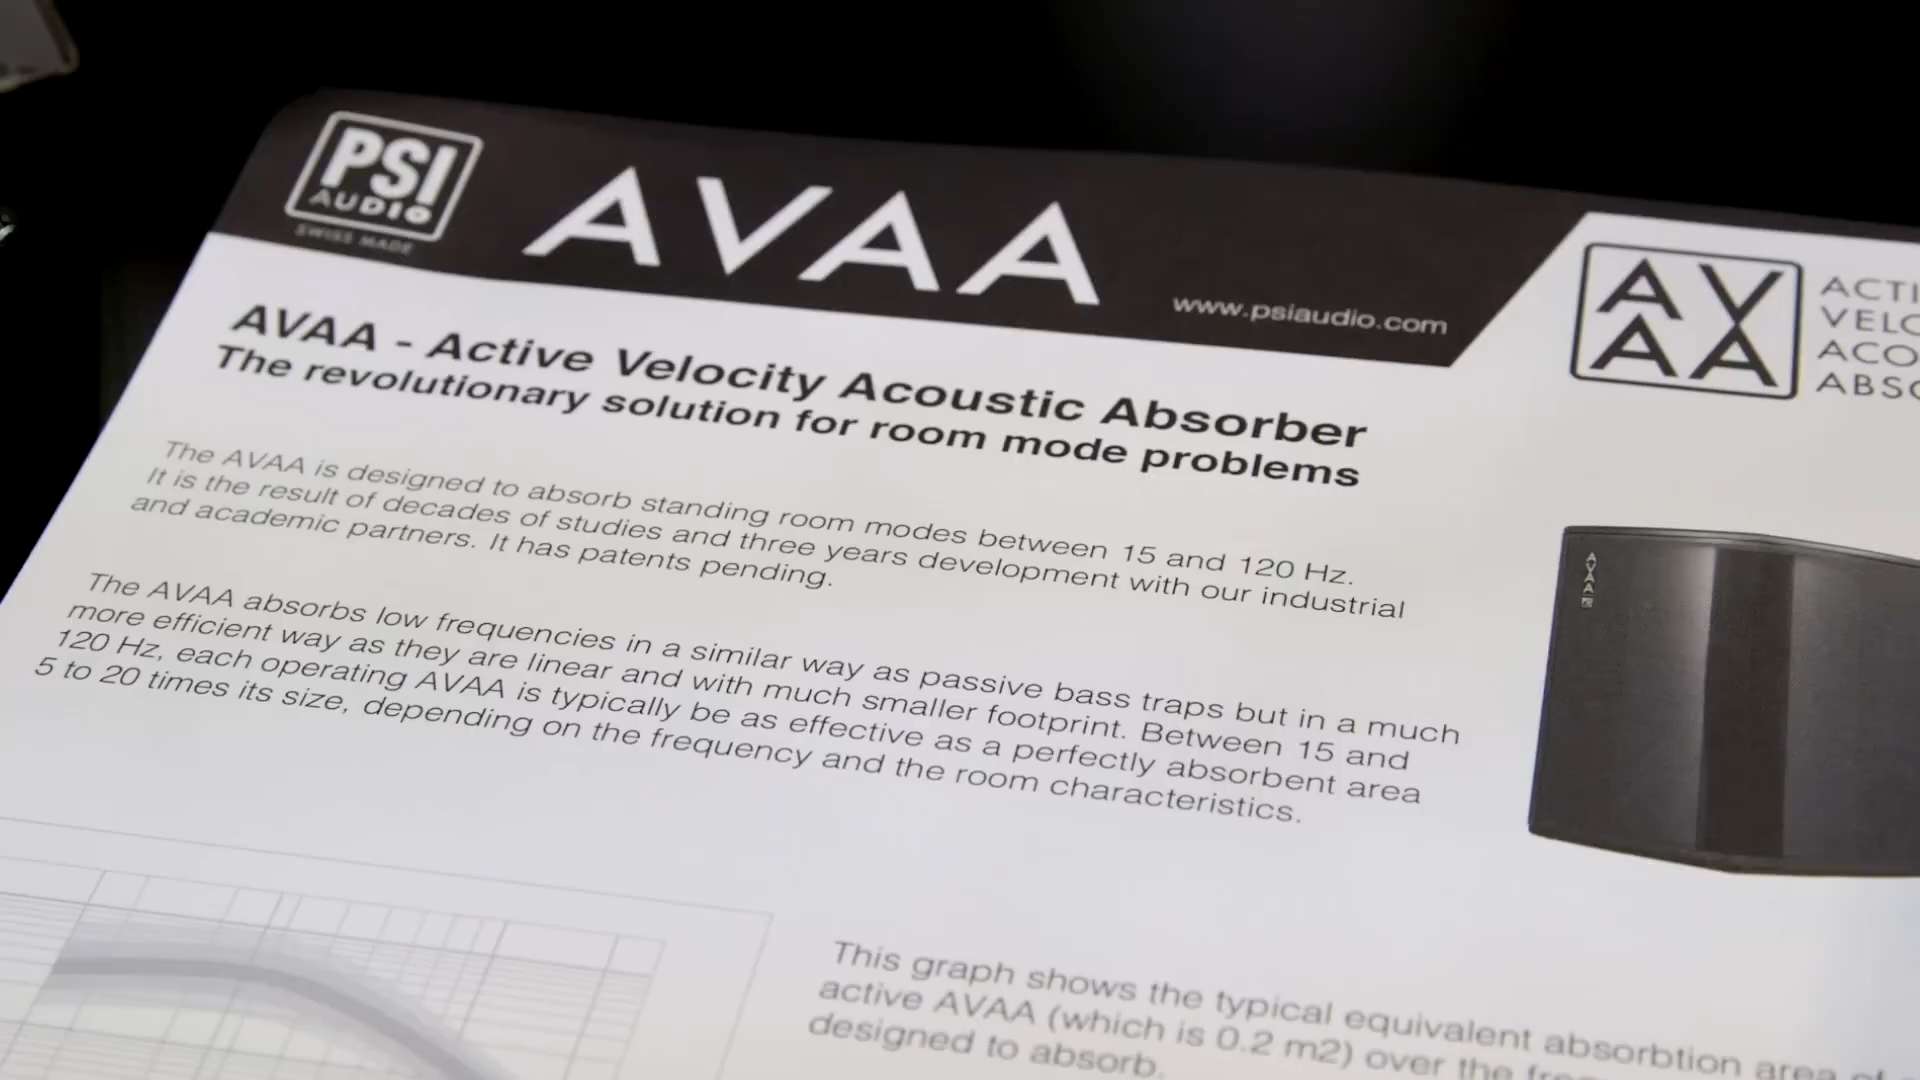 PSI
AUDIO
SWISS MADE
AVAA
www.psiaudio.com
AV
AA
ACTI
VELO
ACO
ABSO
AVAA - Active Velocity Acoustic Absorber
The revolutionary solution for room mode problems
The AVAA is designed to absorb standing room modes between 15 and 120 Hz.
It is the result of decades of studies and three years development with our industrial
and academic partners. It has patents pending.
The AVAA absorbs low frequencies in a similar way as passive bass traps but in a much
more efficient way as they are linear and with much smaller footprint. Between 15 and
120 Hz, each operating AVAA is typically be as effective as a perfectly absorbent area
5 to 20 times its size, depending on the frequency and the room characteristics.
AVAA
This graph shows the typical equivalent absorbtion area of
active AVAA (which is 0.2 m2) over the
designed to absorb.